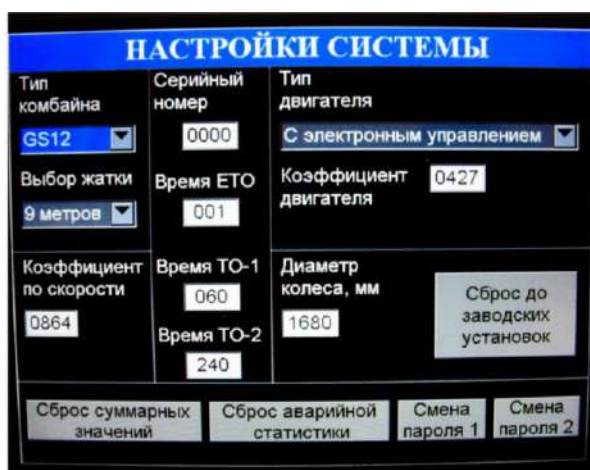 НАСТРОЙКИ СИСТЕМЫ
Тип
комбайна
GS12
Выбор жатки
9 метров
Серийный
номер
0000
Время ЕТО
001
Тип
двигателя
С электронным управлением
Коэффициент
двигателя
0427
Коэффициент
по скорости
0864
Время ТО-1
060
Время ТО-2
240
Диаметр
колеса, мм
1680
Сброс до
заводских
установок
Сброс суммарных
значений
Сброс аварийной
статистики
Смена
пароля 1
Смена
пароля 2